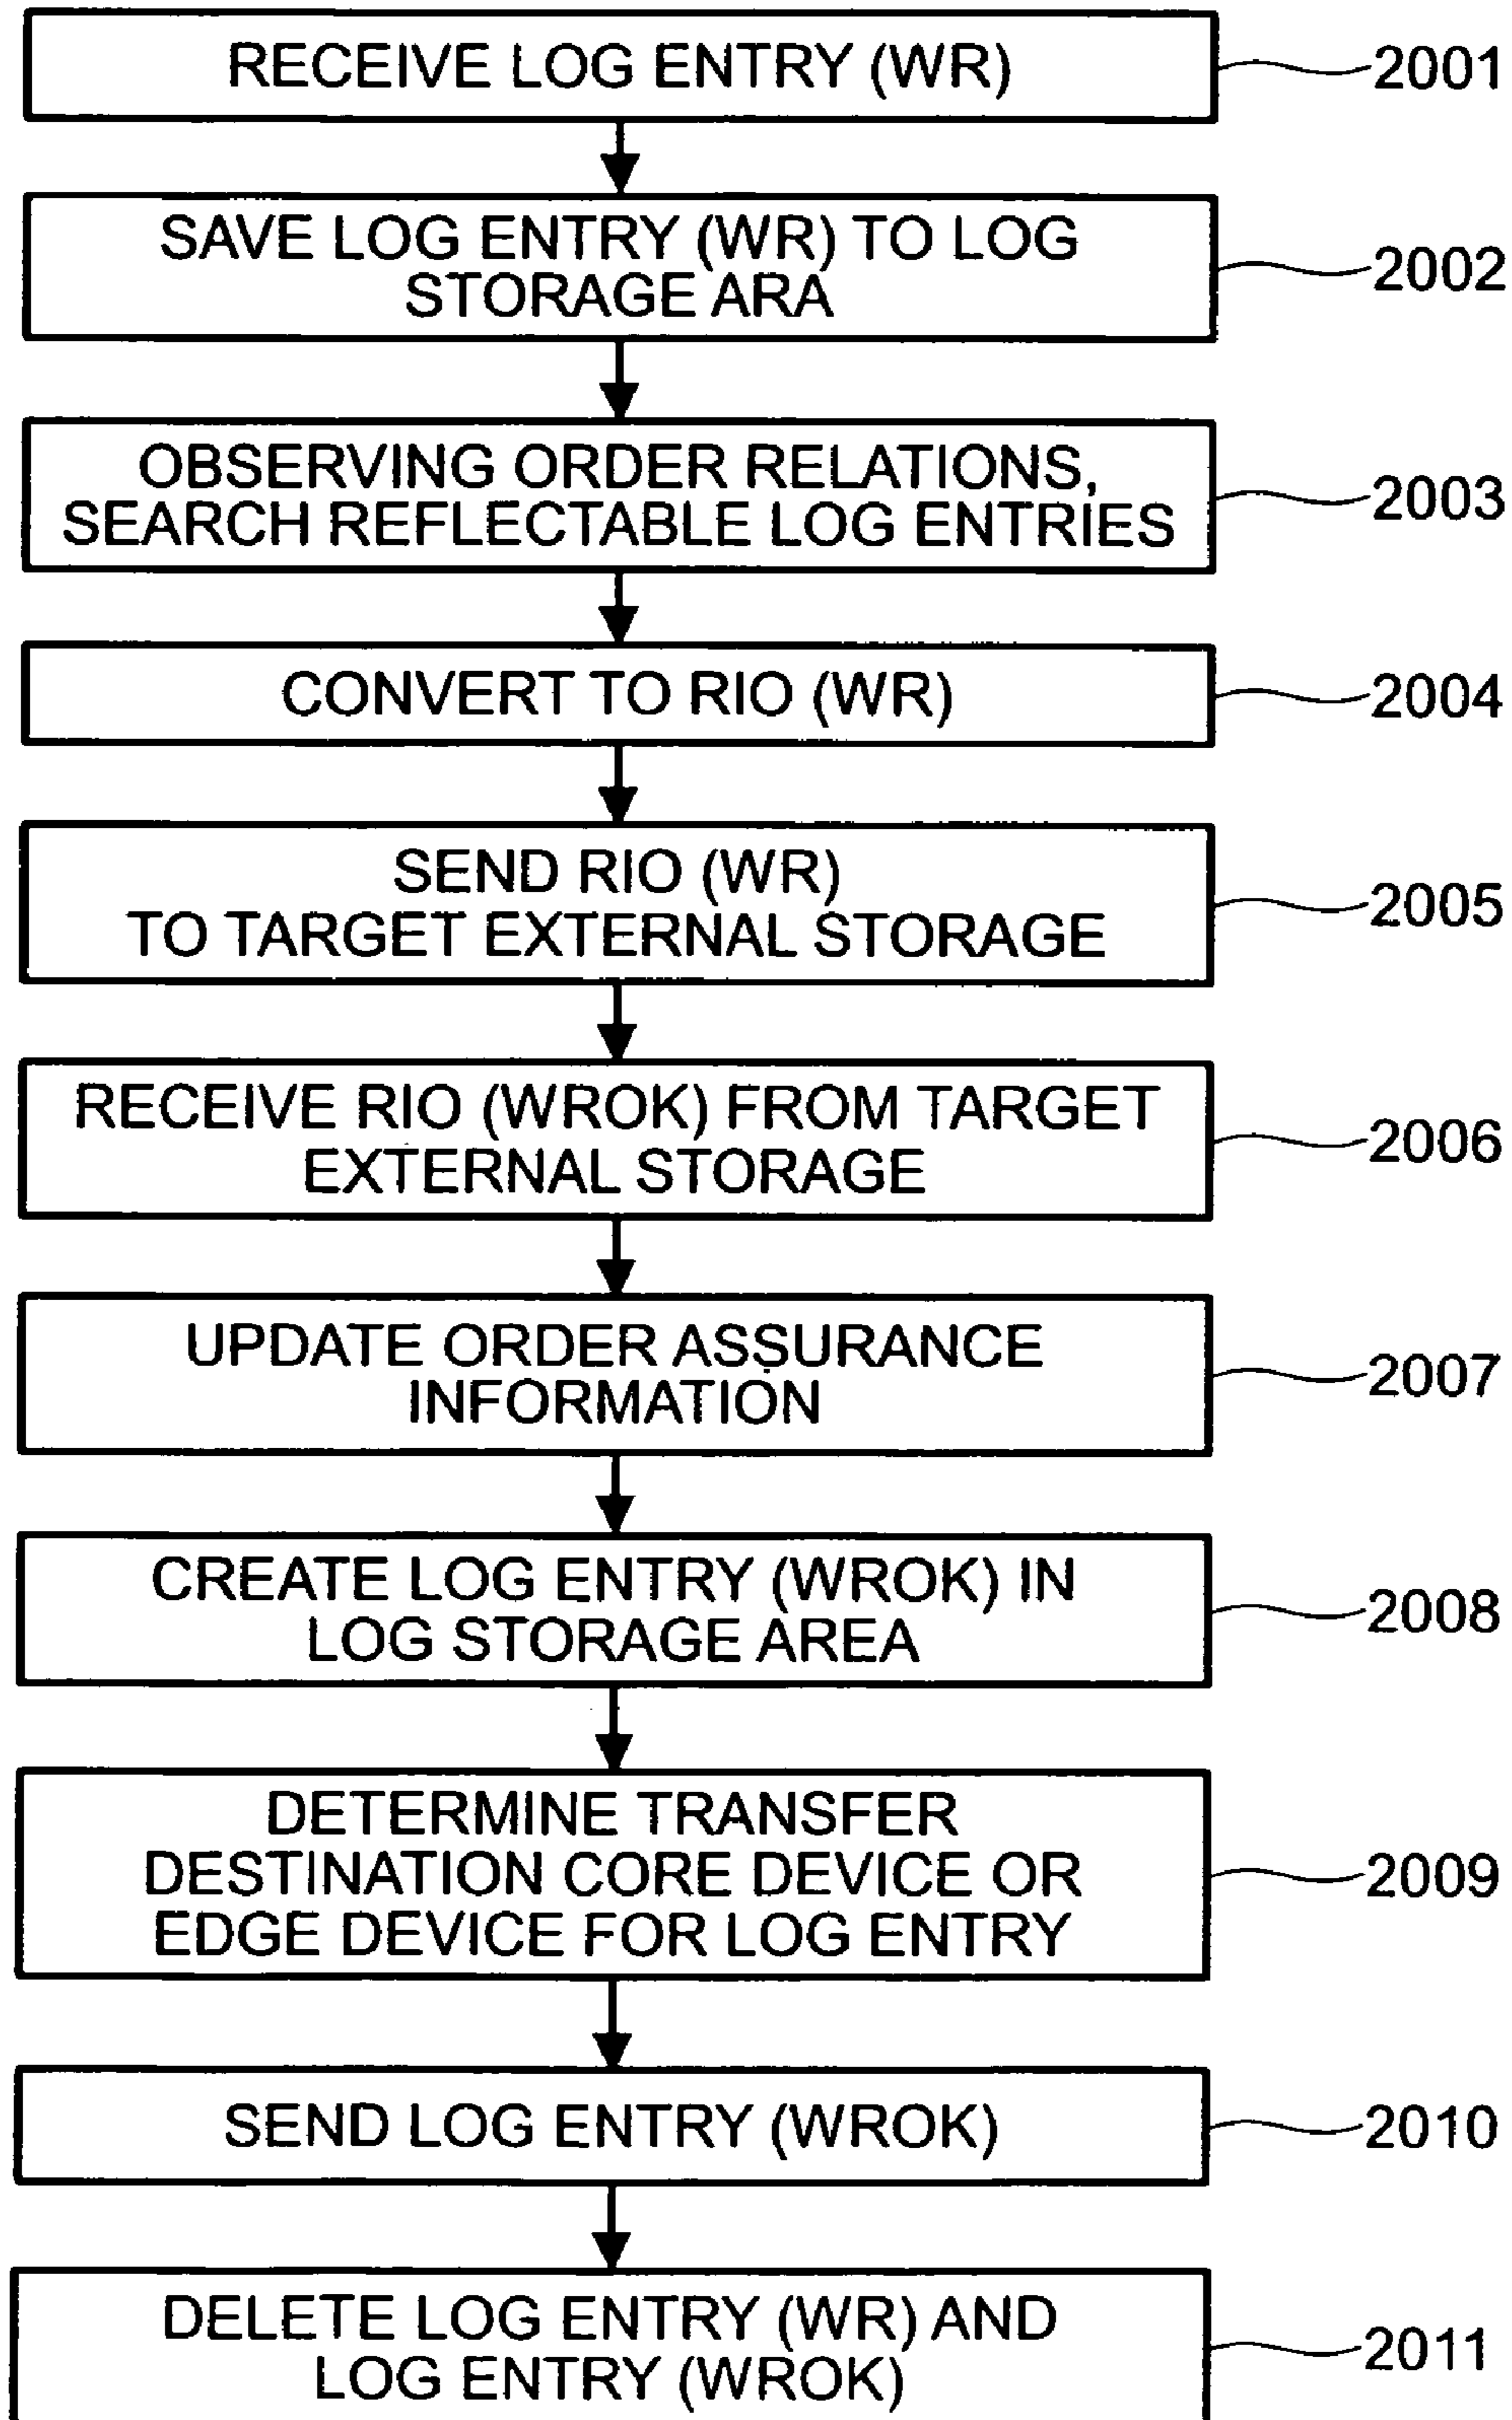 RECEIVE LOG ENTRY (WR)
2001
SAVE LOG ENTRY (WR) TO LOG
STORAGE ARA
2002
OBSERVING ORDER RELATIONS,
SEARCH REFLECTABLE LOG ENTRIES
2003
CONVERT TO RIO (WR)
2004
SEND RIO (WR)
TO TARGET EXTERNAL STORAGE
2005
RECEIVE RIO (WROK) FROM TARGET
EXTERNAL STORAGE
2006
UPDATE ORDER ASSURANCE
INFORMATION
2007
CREATE LOG ENTRY (WROK) IN
LOG STORAGE AREA
2008
DETERMINE TRANSFER
DESTINATION CORE DEVICE OR
EDGE DEVICE FOR LOG ENTRY
2009
SEND LOG ENTRY (WROK)
2010
DELETE LOG ENTRY (WR) AND
LOG ENTRY (WROK)
2011